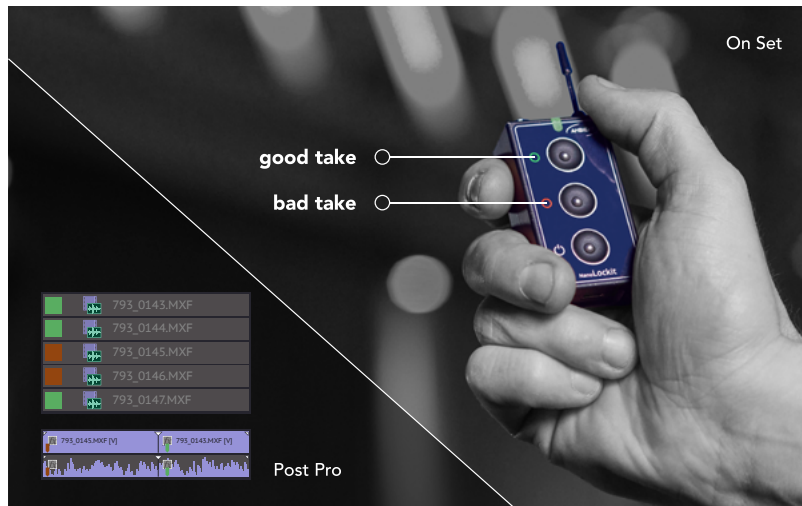 On Set
good take
bad take
NanoLockit
793_0143.MXF
793_0144.MXF
793_0145.MXF
793_0146.MXF
793_0147.MXF
793_0145.MXF [V]
793_0143.MXF [V]
Post Pro